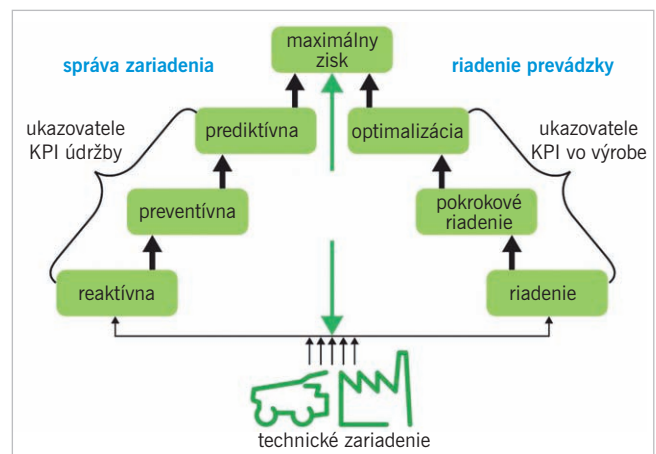 maximálny
zisk
správa zariadenia
riadenie prevádzky
ukazovatele
KPI údržby
prediktívna
optimalizácia
ukazovatele
KPI vo výrobe
preventívna
pokrokové
riadenie
reaktívna
riadenie
technické zariadenie